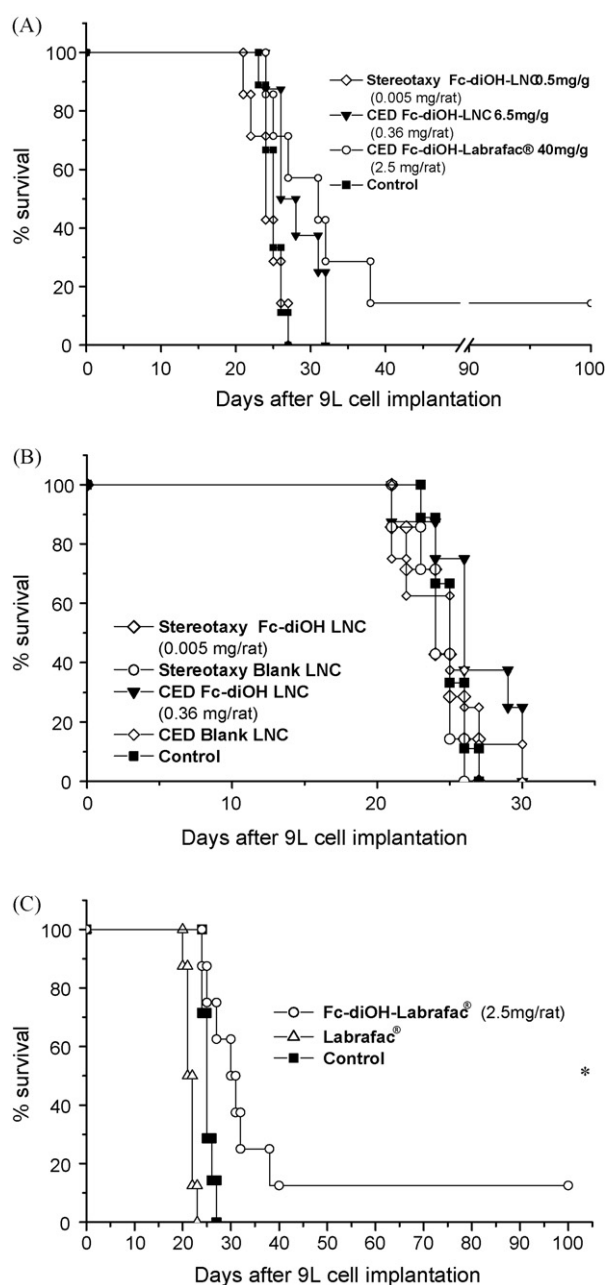 (A)
100
80
60
40
20
0
% survival
Stereotaxy Fc-diOH-LNC 0.5mg/g
(0.005 mg/rat)
CED Fc-diOH-LNC 6.5mg/g
(0.36 mg/rat)
CED Fc-diOH-Labrafac® 40mg/g
(2.5 mg/rat)
Control
0 10 20 30 40 90 100
Days after 9L cell implantation
(B)
100
80
60
40
20
0
% survival
Stereotaxy Fc-diOH LNC
(0.005 mg/rat)
Stereotaxy Blank LNC
CED Fc-diOH LNC
(0.36 mg/rat)
CED Blank LNC
Control
0 10 20 30
Days after 9L cell implantation
(C)
100
80
60
40
20
0
% survival
Fc-diOH-Labrafac® (2.5mg/rat)
Labrafac®
Control
*
0 10 20 30 40 50 60 70 80 90 100
Days after 9L cell implantation